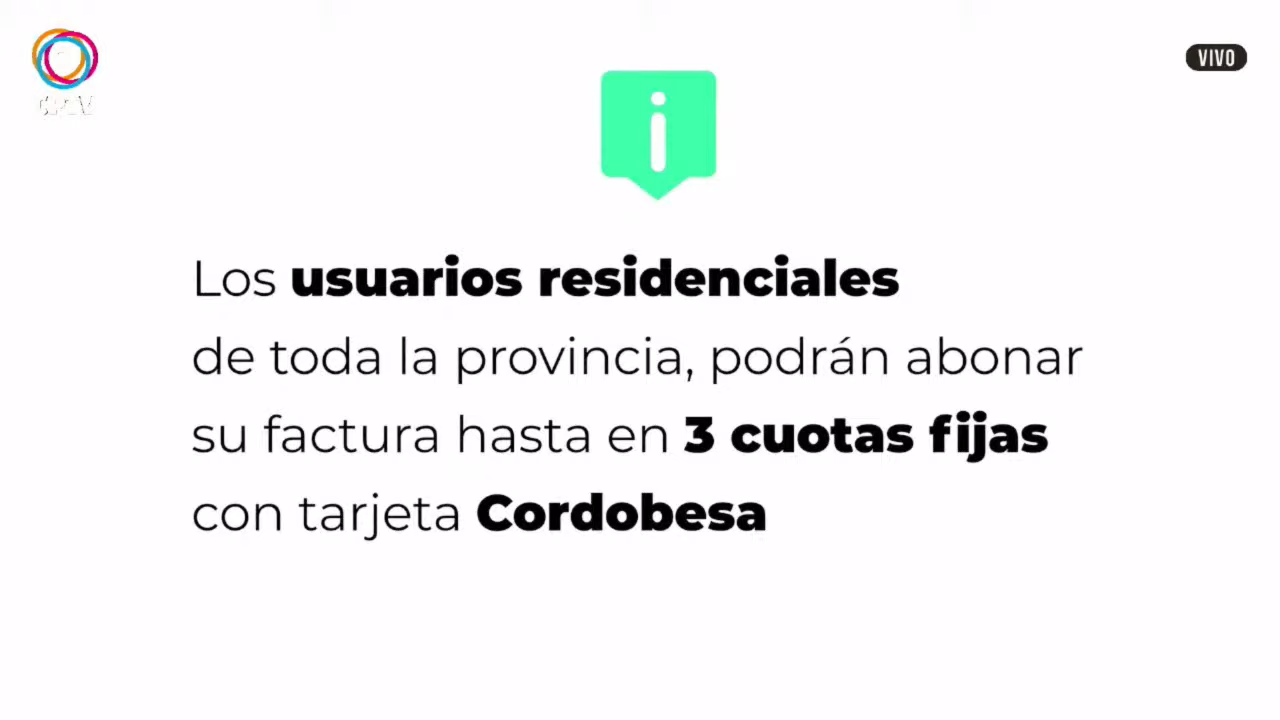 VIVO
i
Los usuarios residenciales
de toda la provincia, podrán abonar
su factura hasta en 3 cuotas fijas
con tarjeta Cordobesa